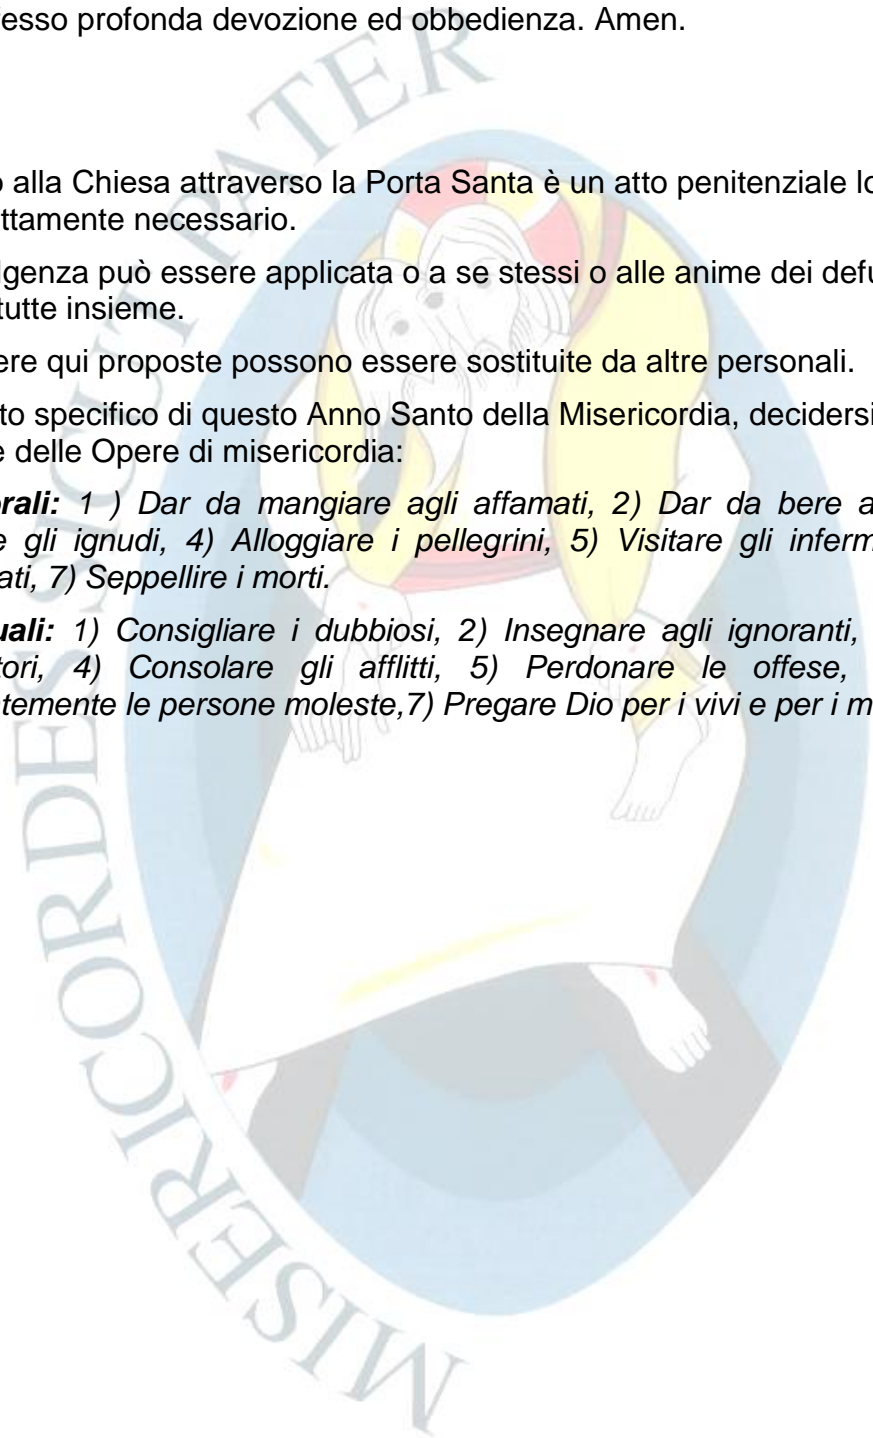 esso profonda devozione ed obbedienza. Amen.
o alla Chiesa attraverso la Porta Santa è un atto penitenziale lo
ttamente necessario.
lgenza può essere applicata o a se stessi o alle anime dei defu
tutte insieme.
ere qui proposte possono essere sostituite da altre personali.
to specifico di questo Anno Santo della Misericordia, decidersi
e delle Opere di misericordia:
rali: 1 ) Dar da mangiare agli affamati, 2) Dar da bere a
e gli ignudi, 4) Alloggiare i pellegrini, 5) Visitare gli inferm
ati, 7) Seppellire i morti.
uali: 1) Consigliare i dubbiosi, 2) Insegnare agli ignoranti,
tori, 4) Consolare gli afflitti, 5) Perdonare le offese,
temente le persone moleste,7) Pregare Dio per i vivi e per i m
MISERICORDES SICUT PATER